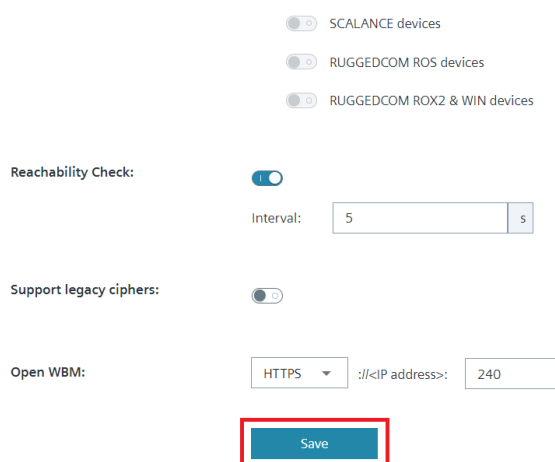 SCALANCE devices
RUGGEDCOM ROS devices
RUGGEDCOM ROX2 & WIN devices
Reachability Check:
Interval: 5 s
Support legacy ciphers:
Open WBM: HTTPS ://<IP address>: 240
Save